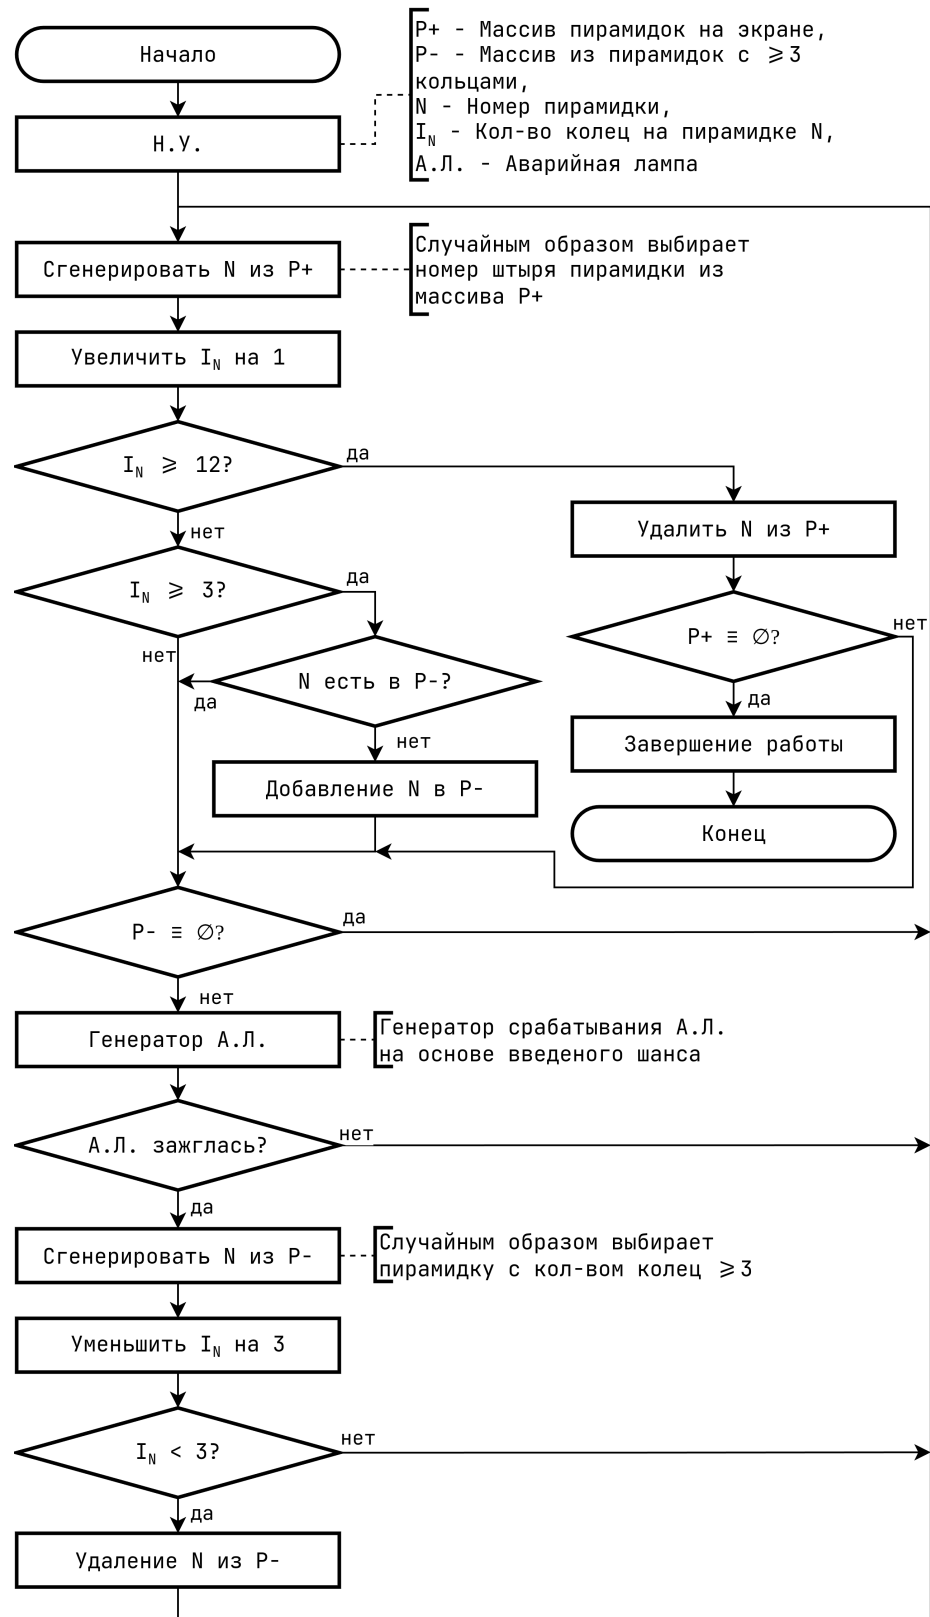 Начало
P+ - Массив пирамидок на экране,
P- - Массив из пирамидок с ⩾3
кольцами,
N - Номер пирамидки,
I_N - Кол-во колец на пирамидке N,
А.Л. - Аварийная лампа
Н.У.
Сгенерировать N из P+
Случайным образом выбирает
номер штыря пирамидки из
массива P+
Увеличить I_N на 1
I_N ⩾ 12?
да
нет
Удалить N из P+
I_N ⩾ 3?
да
нет
P+ ≡ ∅?
нет
да
N есть в P-?
да
нет
Завершение работы
Добавление N в P-
Конец
P- ≡ ∅?
да
нет
Генератор А.Л.
Генератор срабатывания А.Л.
на основе введеного шанса
А.Л. зажглась?
нет
да
Сгенерировать N из P-
Случайным образом выбирает
пирамидку с кол-вом колец ⩾3
Уменьшить I_N на 3
I_N < 3?
нет
да
Удаление N из P-